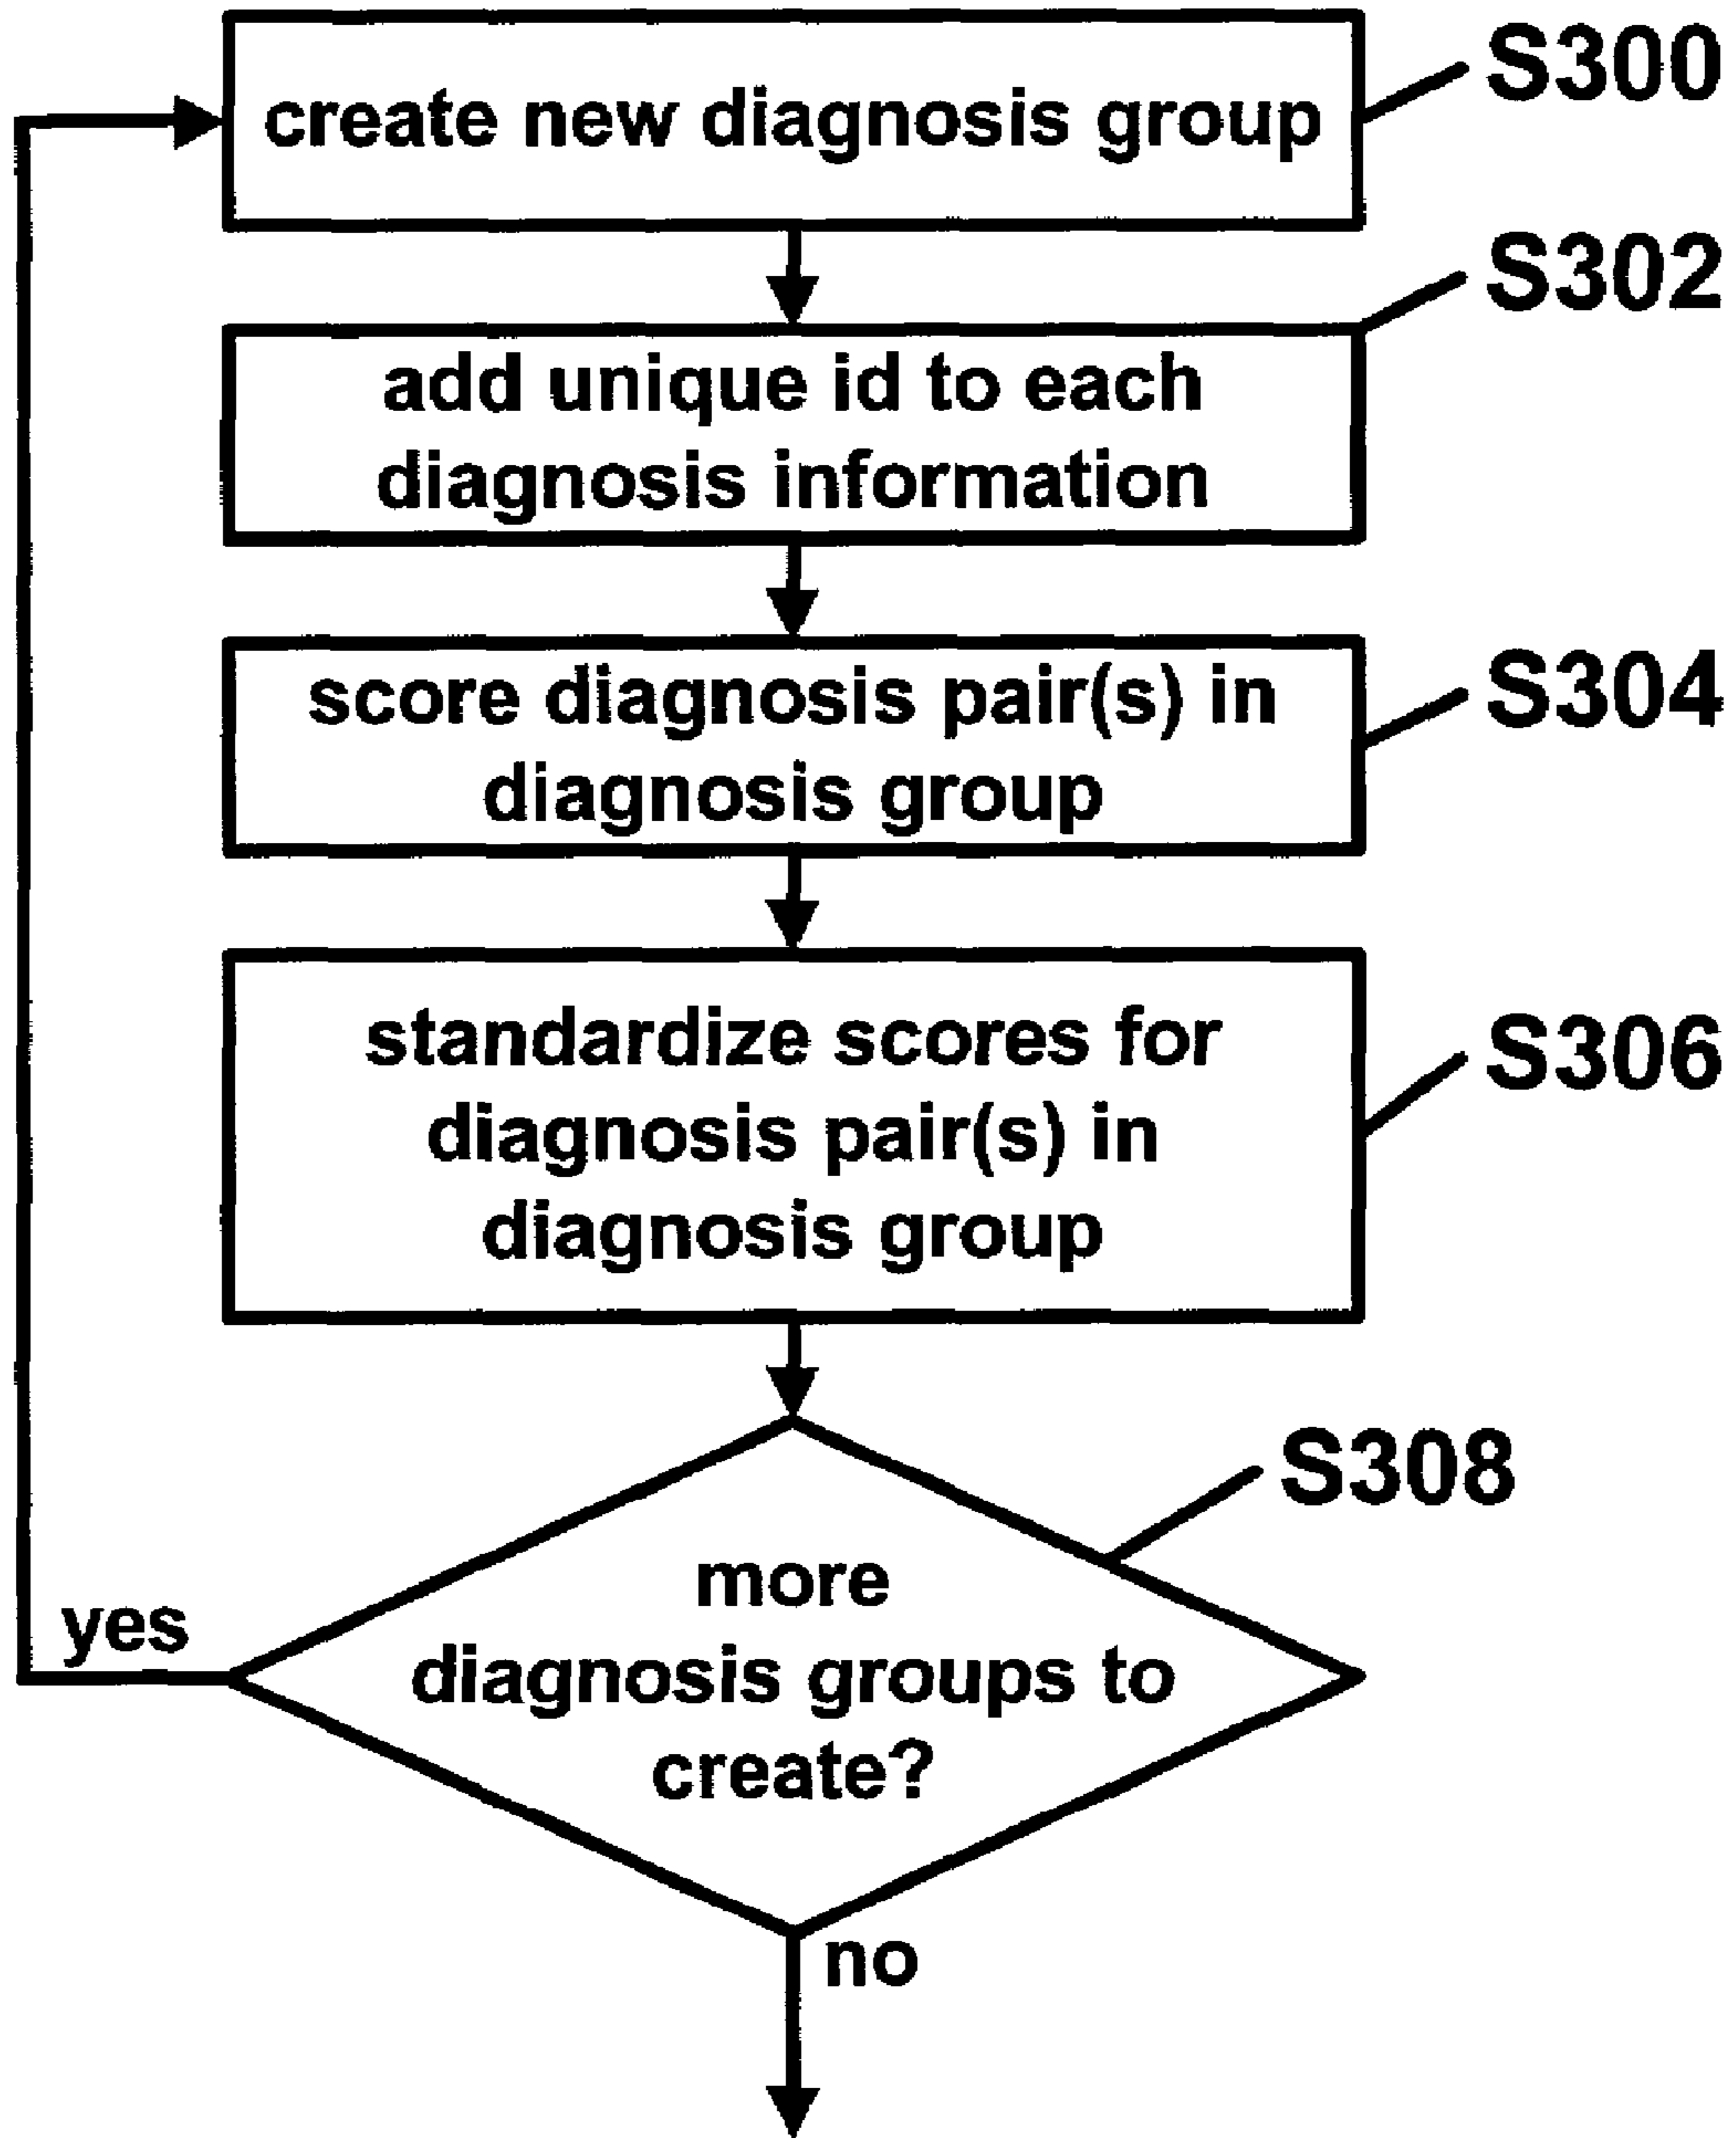 create new diagnosis group
S300
S302
add unique id to each
diagnosis information
score diagnosis pair(s) in
diagnosis group
S304
standardize scores for
diagnosis pair(s) in
diagnosis group
S306
S308
more
diagnosis groups to
create?
yes
no